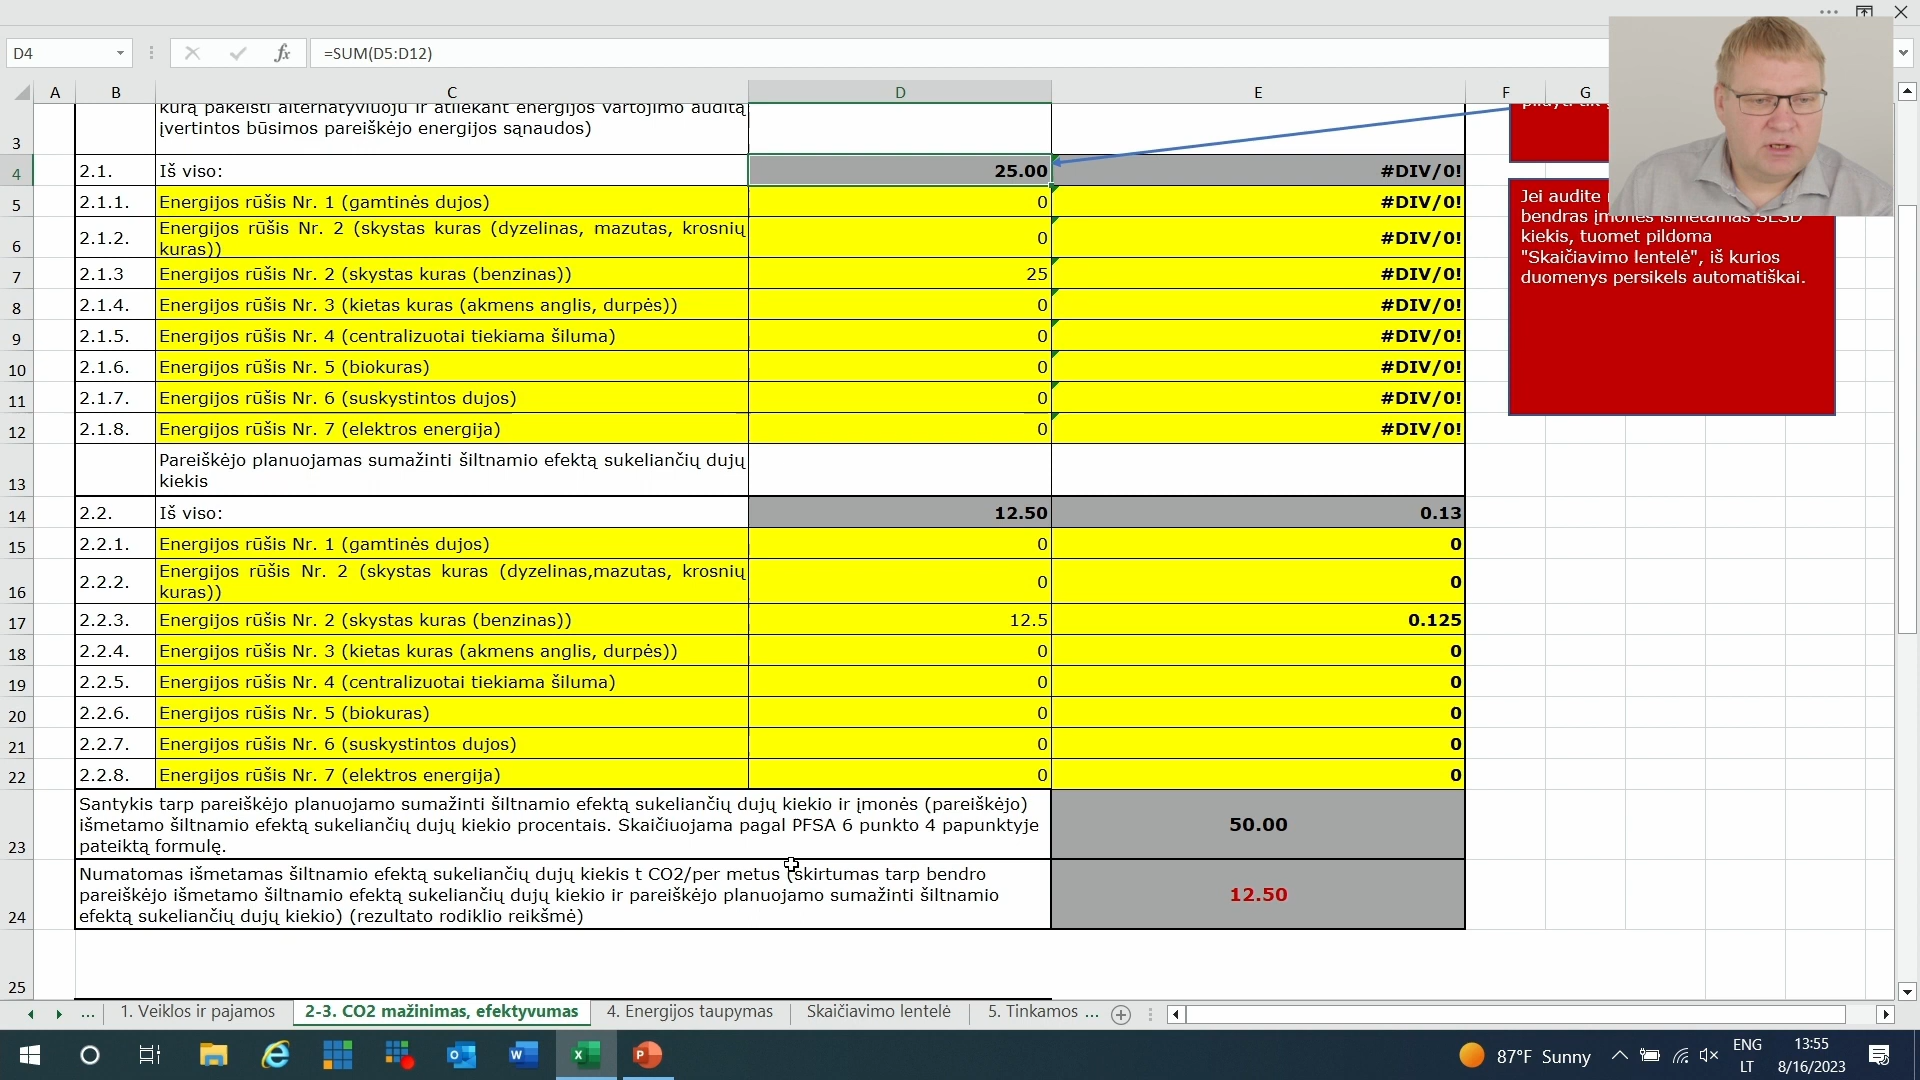 D4
fx
=SUM(D5:D12)
A B C D E F G
kurą pakeisti alternatyviuoju ir atliekant energijos vartojimo auditą
3 įvertintos būsimos pareiškėjo energijos sąnaudos)
4 2.1. Iš viso: 25.00 #DIV/0!
5 2.1.1. Energijos rūšis Nr. 1 (gamtinės dujos) 0 #DIV/0!
6 2.1.2. Energijos rūšis Nr. 2 (skystas kuras (dyzelinas, mazutas, krosnių 0 #DIV/0!
kuras))
7 2.1.3 Energijos rūšis Nr. 2 (skystas kuras (benzinas)) 25 #DIV/0!
8 2.1.4. Energijos rūšis Nr. 3 (kietas kuras (akmens anglis, durpės)) 0 #DIV/0!
9 2.1.5. Energijos rūšis Nr. 4 (centralizuotai tiekiama šiluma) 0 #DIV/0!
10 2.1.6. Energijos rūšis Nr. 5 (biokuras) 0 #DIV/0!
11 2.1.7. Energijos rūšis Nr. 6 (suskystintos dujos) 0 #DIV/0!
12 2.1.8. Energijos rūšis Nr. 7 (elektros energija) 0 #DIV/0!
Pareiškėjo planuojamas sumažinti šiltnamio efektą sukeliančių dujų
13 kiekis
14 2.2. Iš viso: 12.50 0.13
15 2.2.1. Energijos rūšis Nr. 1 (gamtinės dujos) 0 0
16 2.2.2. Energijos rūšis Nr. 2 (skystas kuras (dyzelinas,mazutas, krosnių 0 0
kuras))
17 2.2.3. Energijos rūšis Nr. 2 (skystas kuras (benzinas)) 12.5 0.125
18 2.2.4. Energijos rūšis Nr. 3 (kietas kuras (akmens anglis, durpės)) 0 0
19 2.2.5. Energijos rūšis Nr. 4 (centralizuotai tiekiama šiluma) 0 0
20 2.2.6. Energijos rūšis Nr. 5 (biokuras) 0 0
21 2.2.7. Energijos rūšis Nr. 6 (suskystintos dujos) 0 0
22 2.2.8. Energijos rūšis Nr. 7 (elektros energija) 0 0
Santykis tarp pareiškėjo planuojamo sumažinti šiltnamio efektą sukeliančių dujų kiekio ir įmonės (pareiškėjo)
išmetamo šiltnamio efektą sukeliančių dujų kiekio procentais. Skaičiuojama pagal PFSA 6 punkto 4 papunktyje 50.00
23 pateiktą formulę.
Numatomas išmetamas šiltnamio efektą sukeliančių dujų kiekis t CO2/per metus (skirtumas tarp bendro
pareiškėjo išmetamo šiltnamio efektą sukeliančių dujų kiekio ir pareiškėjo planuojamo sumažinti šiltnamio 12.50
24 efektą sukeliančių dujų kiekio) (rezultato rodiklio reikšmė)
25
Jei audite
bendras įmonės išmetamas SESD
kiekis, tuomet pildoma
"Skaičiavimo lentelė", iš kurios
duomenys persikels automatiškai.
... 1. Veiklos ir pajamos 2-3. CO2 mažinimas, efektyvumas 4. Energijos taupymas Skaičiavimo lentelė 5. Tinkamos ...
87°F Sunny ENG 13:55
LT 8/16/2023